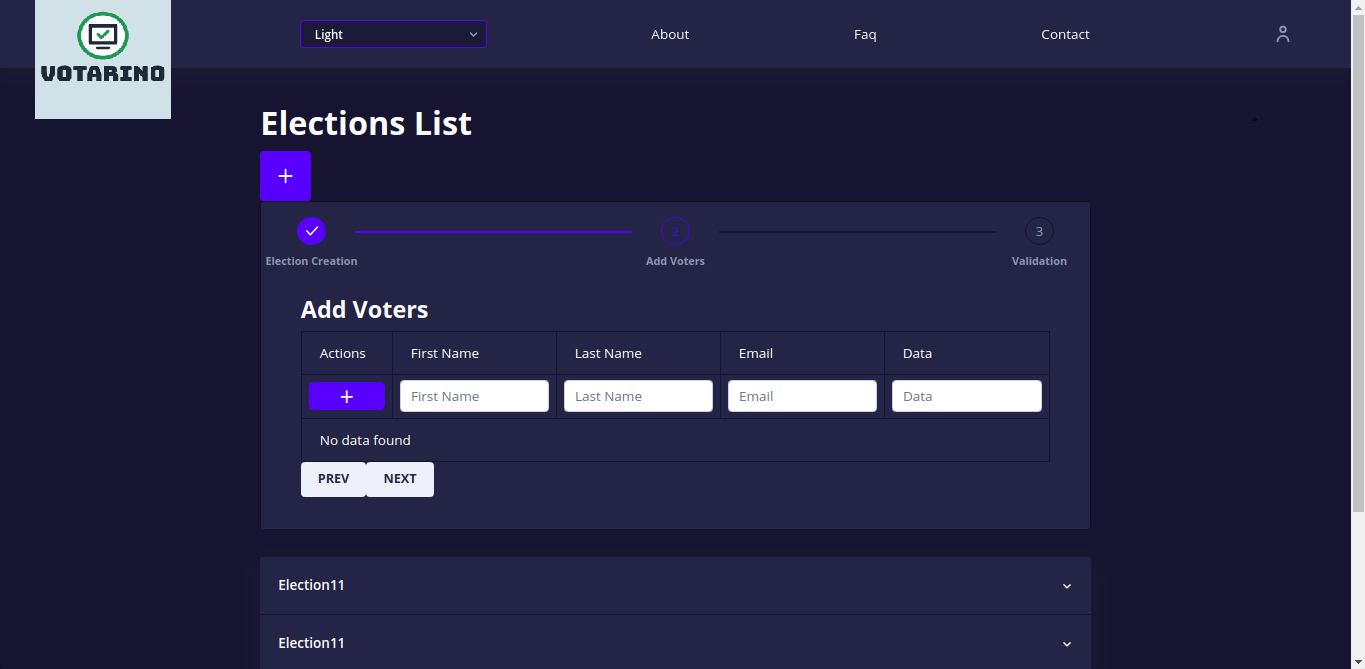 VOTARINO
Light About Faq Contact
Elections List
+
2 3
Election Creation Add Voters Validation
Add Voters
Actions First Name Last Name Email Data
+ First Name Last Name Email Data
No data found
PREV NEXT
Election11
Election11